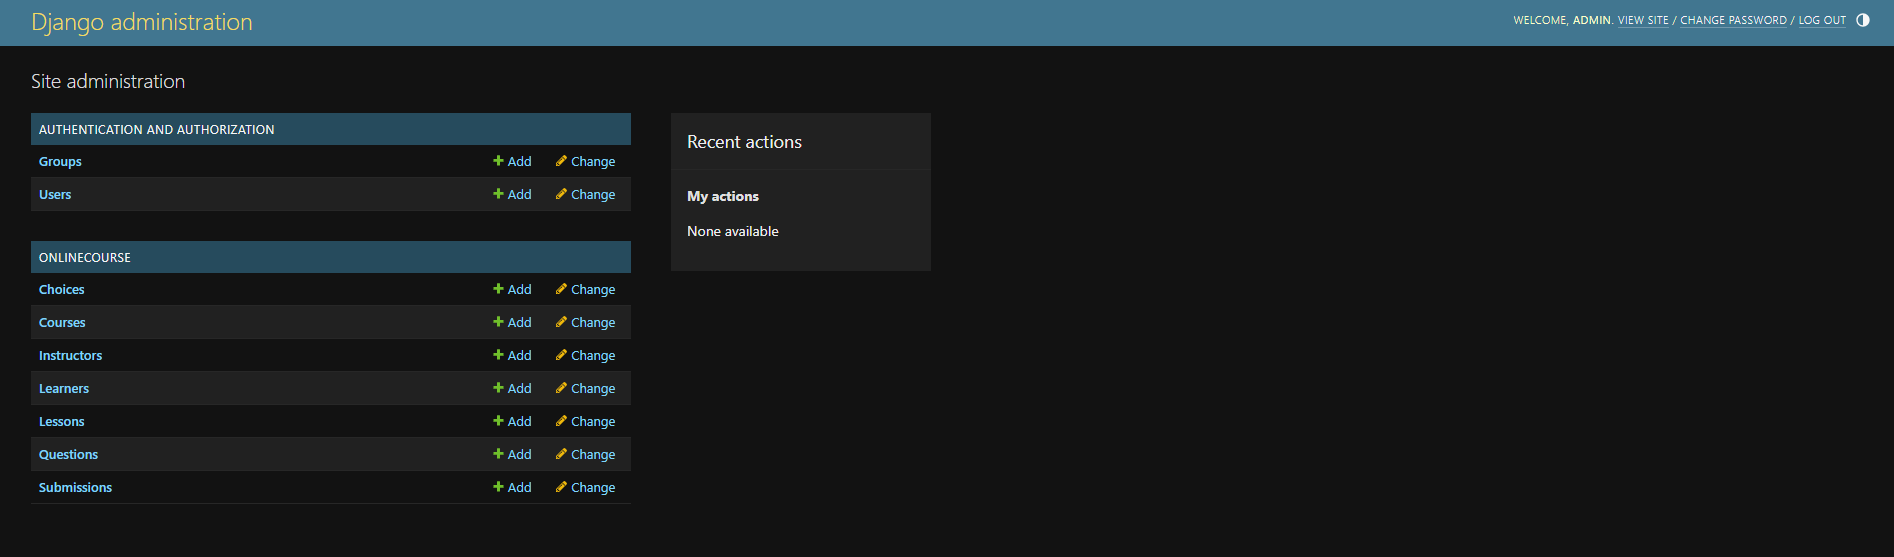 Django administration
WELCOME, ADMIN. VIEW SITE / CHANGE PASSWORD / LOG OUT
Site administration
AUTHENTICATION AND AUTHORIZATION
Groups Add Change
Users Add Change
ONLINECOURSE
Choices Add Change
Courses Add Change
Instructors Add Change
Learners Add Change
Lessons Add Change
Questions Add Change
Submissions Add Change
Recent actions
My actions
None available